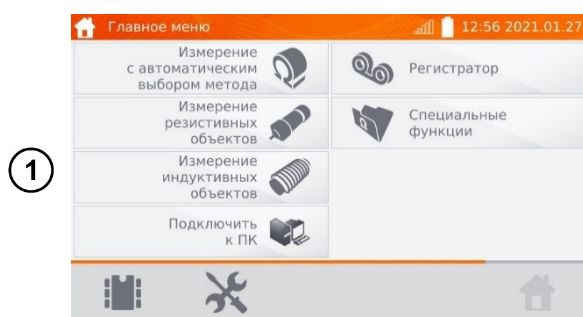 Главное меню
12:56 2021.01.27
Измерение
с автоматическим
выбором метода
Регистратор
Измерение
резистивных
объектов
Специальные
функции
1
Измерение
индуктивных
объектов
Подключить
к ПК